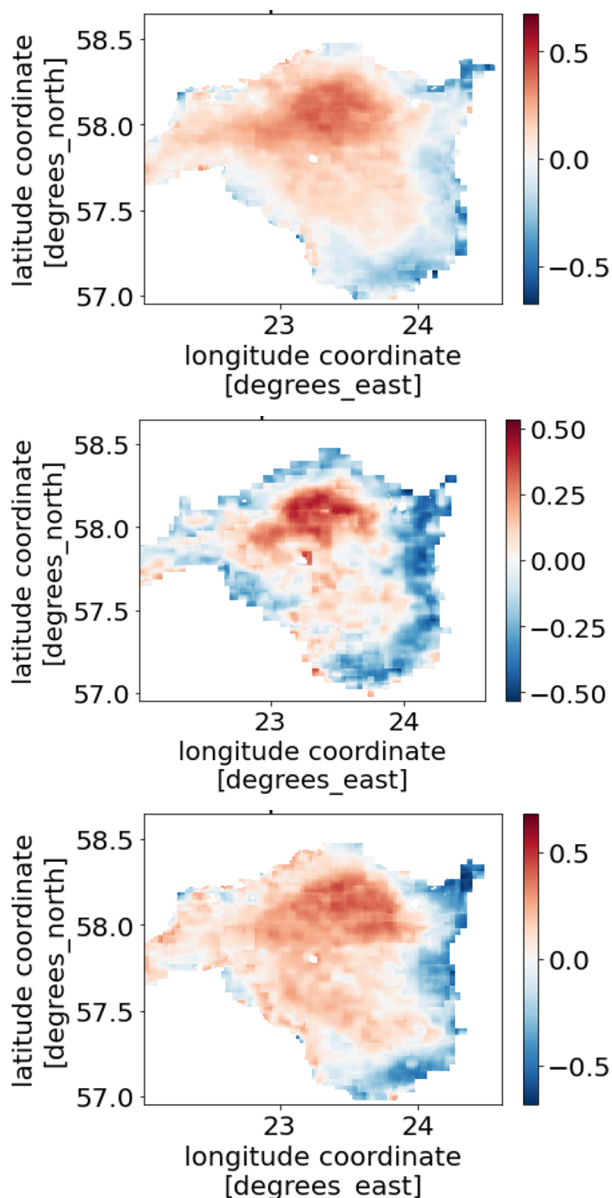 58.5
58.0
57.5
57.0
latitude coordinate
[degrees_north]
23
24
longitude coordinate
[degrees_east]
0.5
0.0
−0.5
58.5
58.0
57.5
57.0
latitude coordinate
[degrees_north]
23
24
longitude coordinate
[degrees_east]
0.50
0.25
0.00
−0.25
−0.50
58.5
58.0
57.5
57.0
latitude coordinate
[degrees_north]
23
24
longitude coordinate
[degrees_east]
0.5
0.0
−0.5